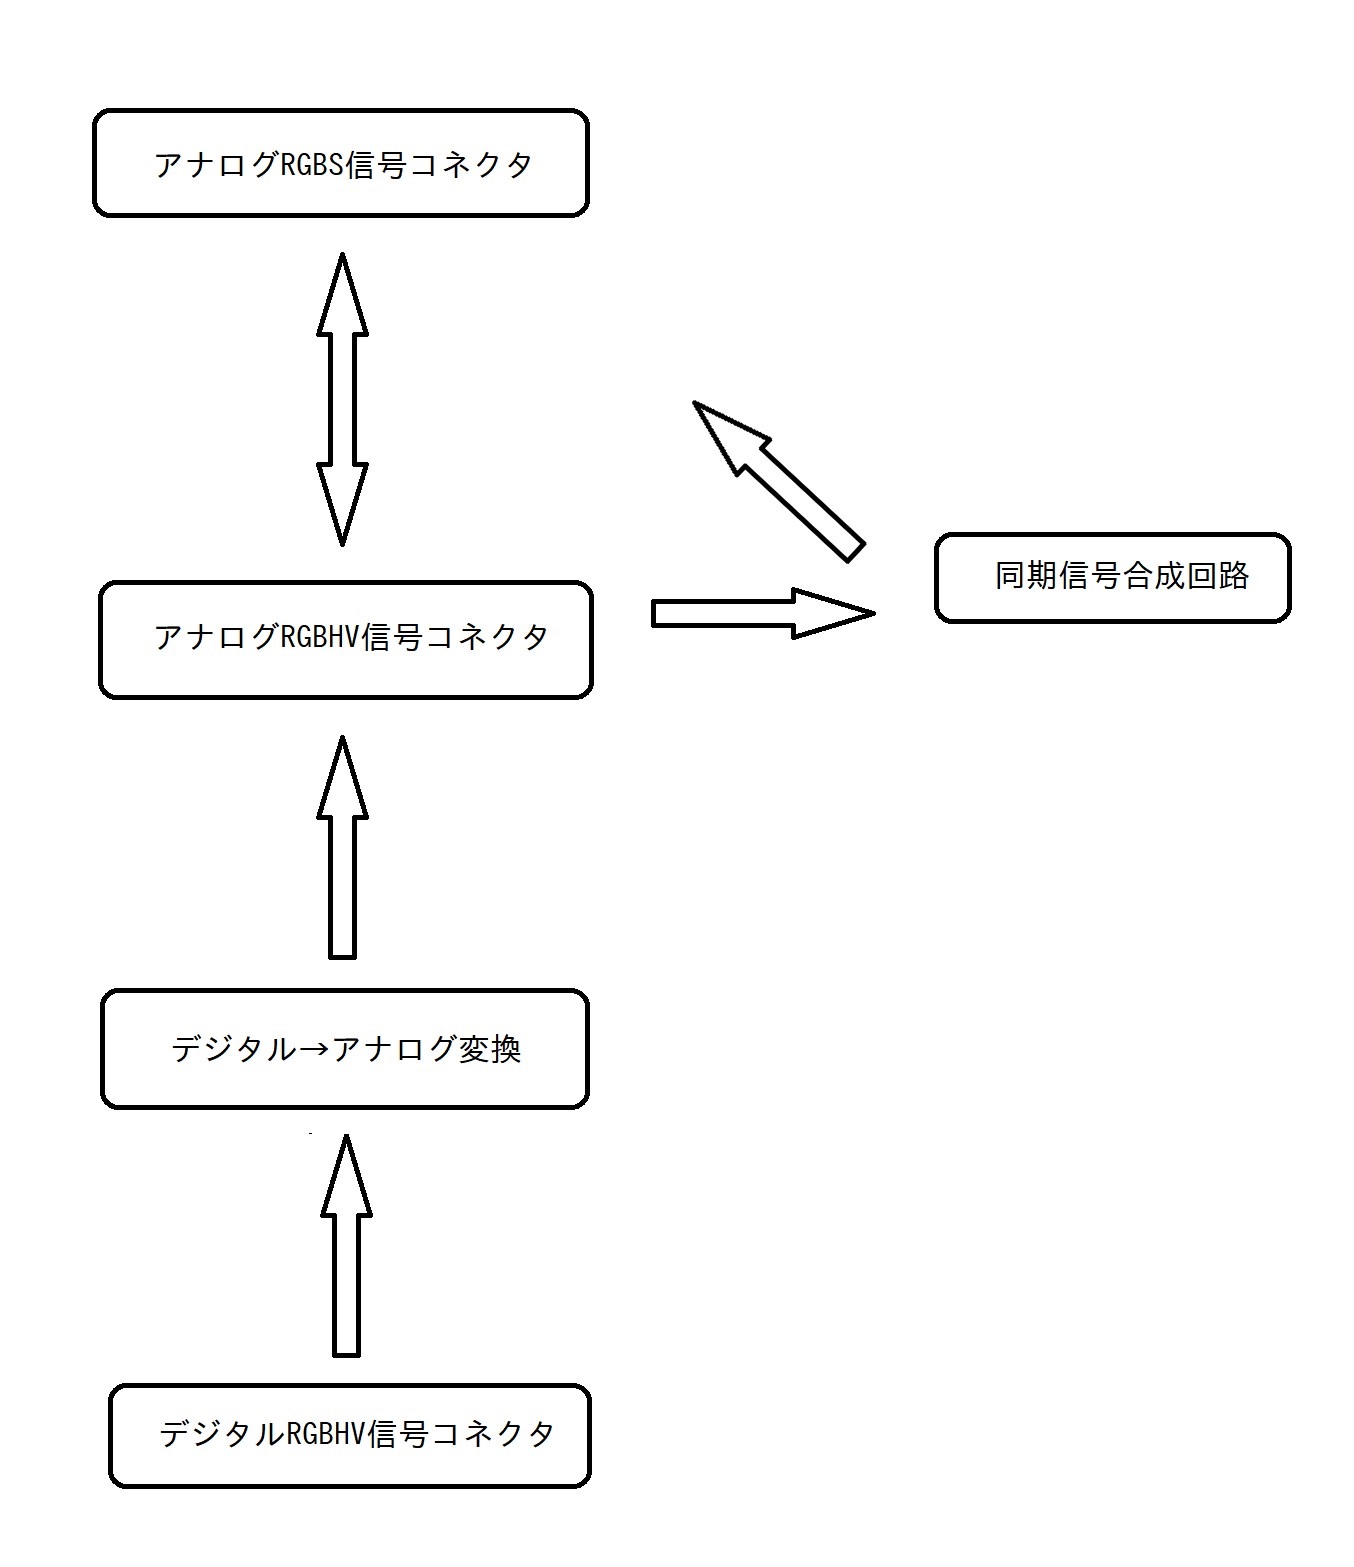 アナログRGBS信号コネクタ
同期信号合成回路
アナログRGBHV信号コネクタ
デジタル→アナログ変換
デジタルRGBHV信号コネクタ